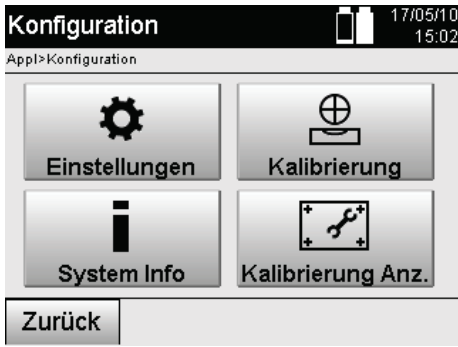 Konfiguration
17/05/10
15:02
Appl>Konfiguration
Einstellungen
Kalibrierung
System Info
Kalibrierung Anz.
Zurück